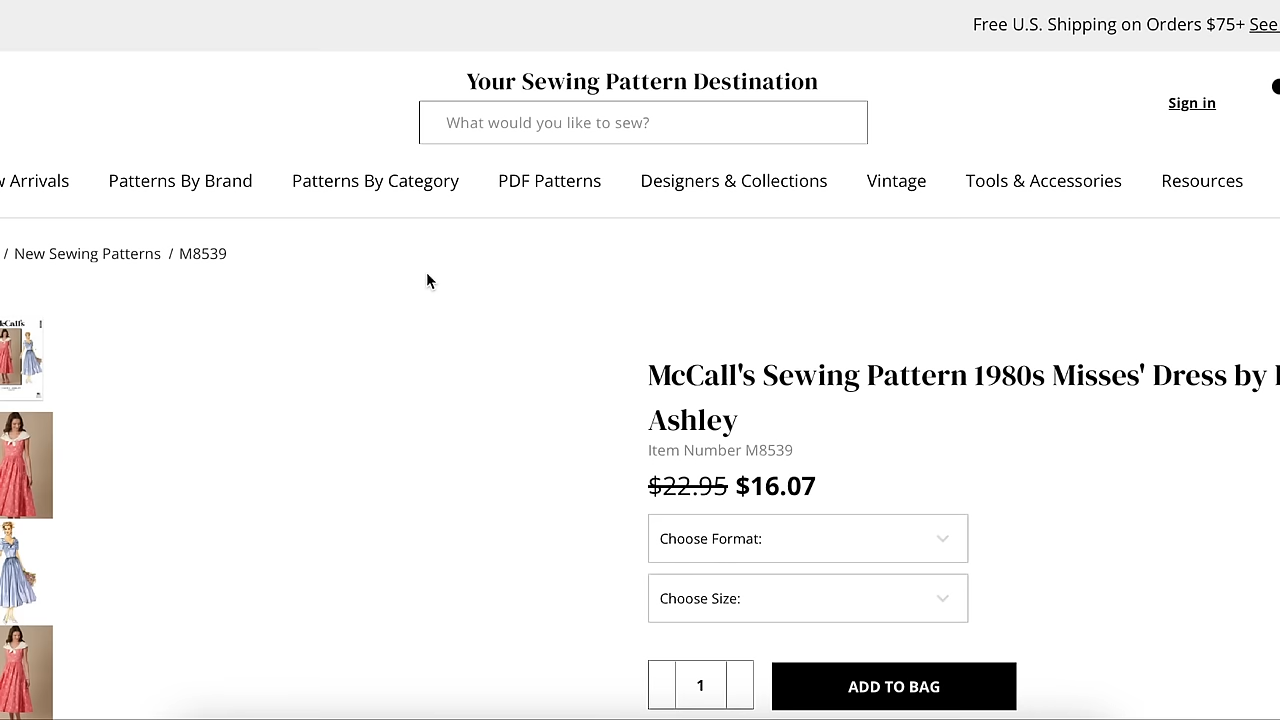 Free U.S. Shipping on Orders $75+ See
Your Sewing Pattern Destination
What would you like to sew?
Sign in
Arrivals Patterns By Brand Patterns By Category PDF Patterns Designers & Collections Vintage Tools & Accessories Resources
/ New Sewing Patterns / M8539
McCall's Sewing Pattern 1980s Misses' Dress by
Ashley
Item Number M8539
$22.95 $16.07
Choose Format:
Choose Size:
1
ADD TO BAG